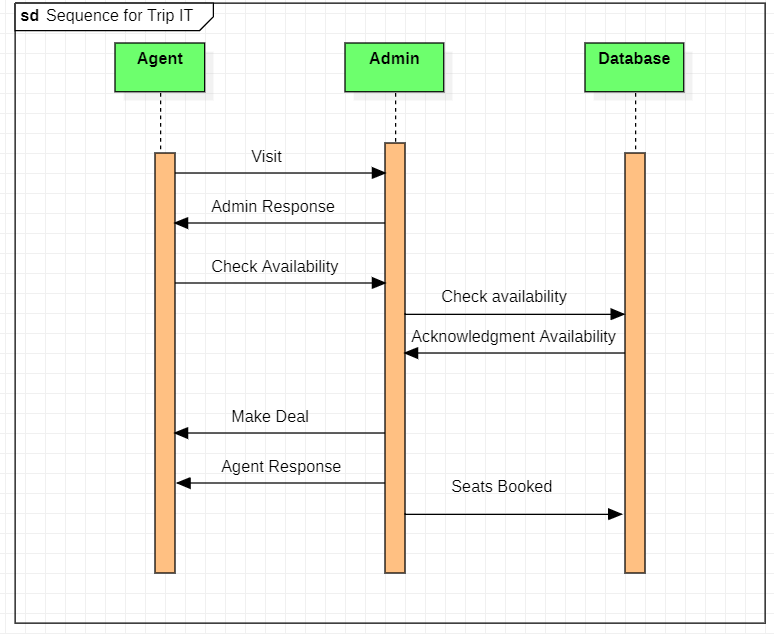 sd Sequence for Trip IT
Agent
Admin
Database
Visit
Admin Response
Check Availability
Check availability
Acknowledgment Availability
Make Deal
Agent Response
Seats Booked